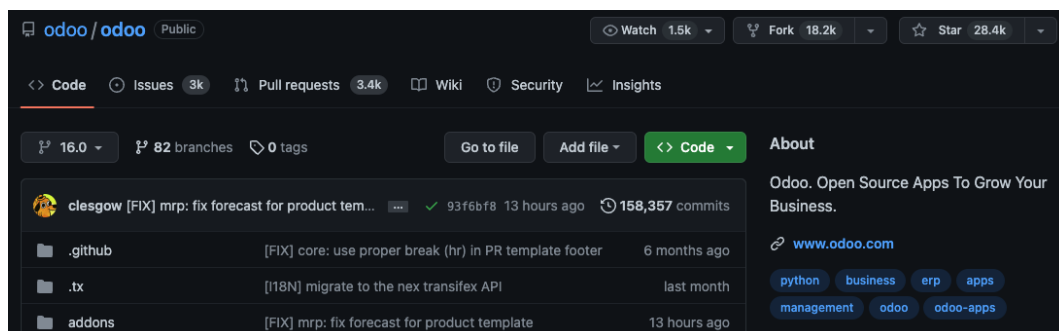 odoo / odoo Public
Watch 1.5k
Fork 18.2k
Star 28.4k
<> Code
Issues 3k
Pull requests 3.4k
Wiki
Security
Insights
16.0
82 branches
0 tags
Go to file
Add file
<> Code
clesgow [FIX] mrp: fix forecast for product tem... ... 93f6bf8 13 hours ago 158,357 commits
.github [FIX] core: use proper break (hr) in PR template footer 6 months ago
.tx [I18N] migrate to the nex transifex API last month
addons [FIX] mrp: fix forecast for product template 13 hours ago
About
Odoo. Open Source Apps To Grow Your
Business.
www.odoo.com
python business erp apps
management odoo odoo-apps